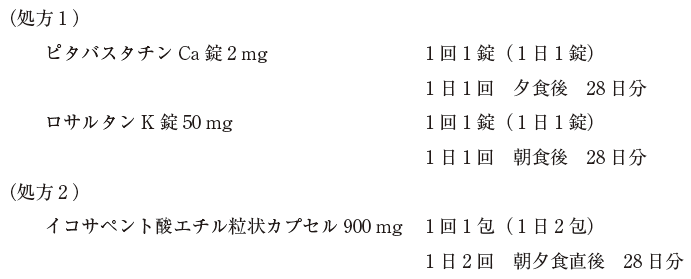 （処方１）
ピタバスタチン Ca 錠 2 mg　１回１錠（１日１錠）
１日１回　夕食後　28 日分
ロサルタン K 錠 50 mg　１回１錠（１日１錠）
１日１回　朝食後　28 日分
（処方２）
イコサペント酸エチル粒状カプセル 900 mg　１回１包（１日２包）
１日２回　朝夕食直後　28 日分